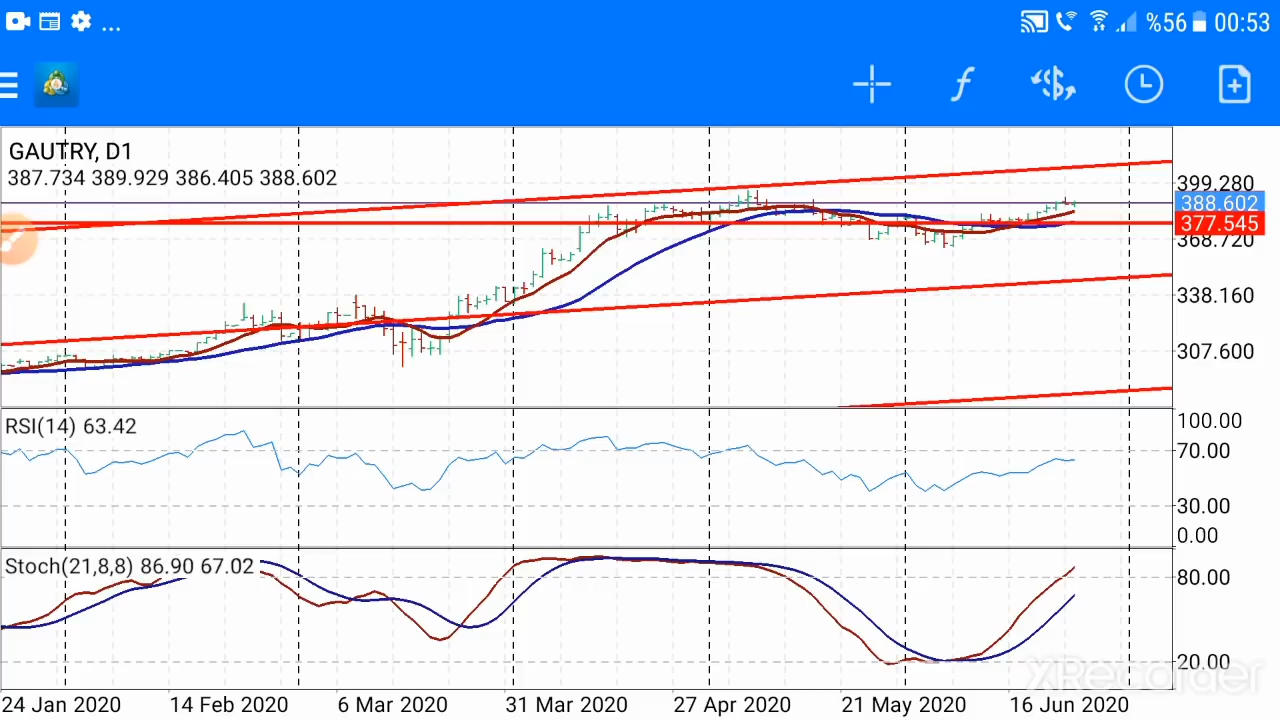 ... %56 00:53
GAUTRY, D1
387.734 389.929 386.405 388.602
399.280
388.602
377.545
368.720
338.160
307.600
RSI(14) 63.42
100.00
70.00
30.00
0.00
Stoch(21,8,8) 86.90 67.02
80.00
20.00
XRecorder
24 Jan 2020 14 Feb 2020 6 Mar 2020 31 Mar 2020 27 Apr 2020 21 May 2020 16 Jun 2020